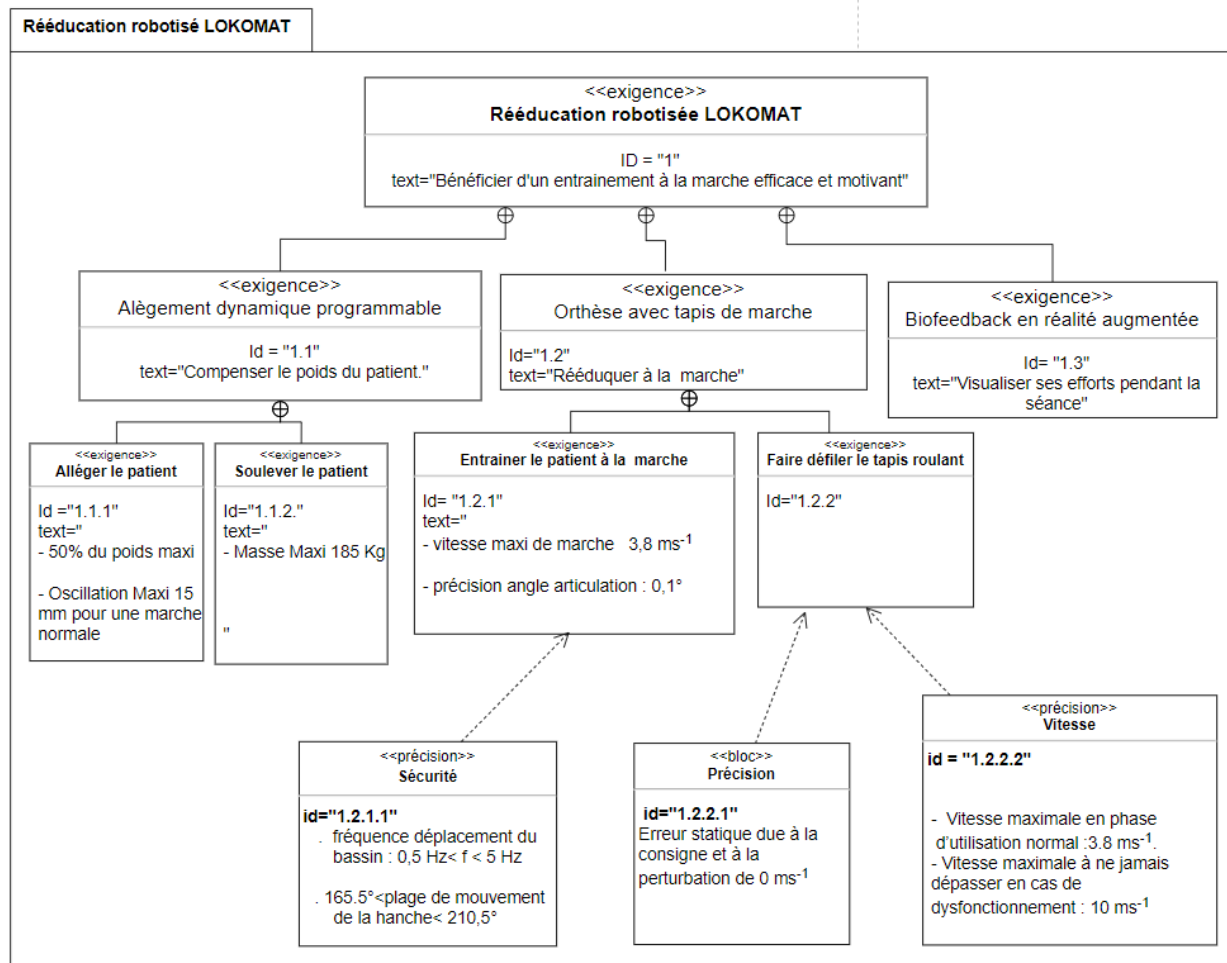 Rééducation robotisé LOKOMAT
<<exigence>>
Rééducation robotisée LOKOMAT
ID = "1"
text="Bénéficier d'un entrainement à la marche efficace et motivant"
<<exigence>>
Alègement dynamique programmable
Id = "1.1"
text="Compenser le poids du patient."
<<exigence>>
Orthèse avec tapis de marche
Id="1.2"
text="Rééduquer à la marche"
<<exigence>>
Biofeedback en réalité augmentée
Id= "1.3"
text="Visualiser ses efforts pendant la
séance"
<<exigence>>
Alléger le patient
Id ="1.1.1"
text="
- 50% du poids maxi
- Oscillation Maxi 15
mm pour une marche
normale
<<exigence>>
Soulever le patient
Id="1.1.2."
text="
- Masse Maxi 185 Kg
"
<<exigence>>
Entrainer le patient à la marche
Id= "1.2.1"
text="
- vitesse maxi de marche 3,8 ms⁻¹
- précision angle articulation : 0,1°
<<exigence>>
Faire défiler le tapis roulant
Id="1.2.2"
<<précision>>
Sécurité
id="1.2.1.1"
. fréquence déplacement du
bassin : 0,5 Hz< f < 5 Hz
. 165.5°<plage de mouvement
de la hanche< 210,5°
<<bloc>>
Précision
id="1.2.2.1"
Erreur statique due à la
consigne et à la
perturbation de 0 ms⁻¹
<<précision>>
Vitesse
id = "1.2.2.2"
- Vitesse maximale en phase
d'utilisation normal :3.8 ms⁻¹.
- Vitesse maximale à ne jamais
dépasser en cas de
dysfonctionnement : 10 ms⁻¹